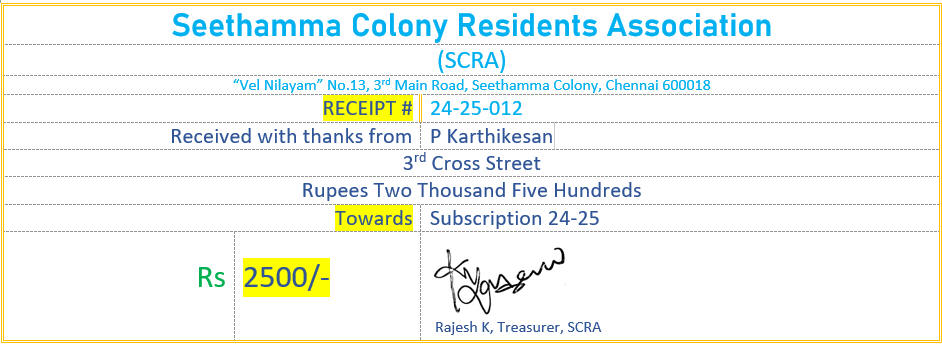 Seethamma Colony Residents Association
(SCRA)
“Vel Nilayam” No.13, 3rd Main Road, Seethamma Colony, Chennai 600018
RECEIPT # 24-25-012
Received with thanks from P Karthikesan
3rd Cross Street
Rupees Two Thousand Five Hundreds
Towards Subscription 24-25
Rs 2500/-
Rajesh K, Treasurer, SCRA